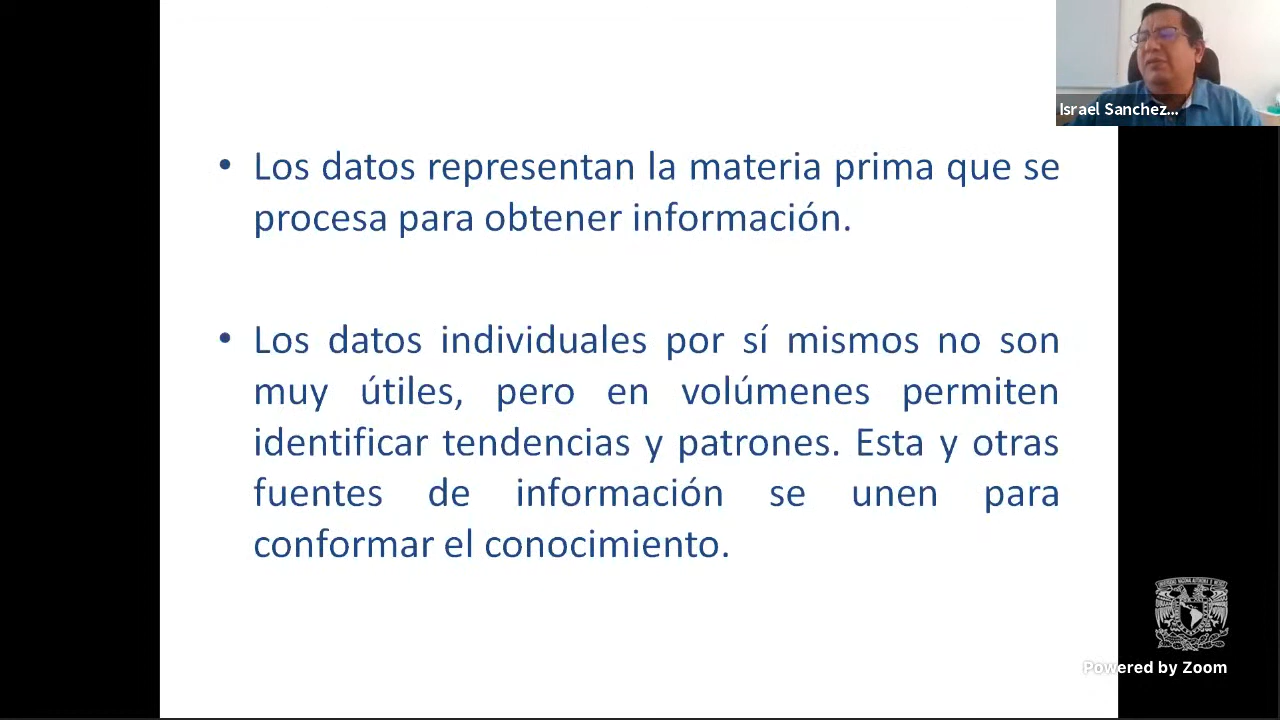 Israel Sanchez...
• Los datos representan la materia prima que se
procesa para obtener información.
• Los datos individuales por sí mismos no son
muy útiles, pero en volúmenes permiten
identificar tendencias y patrones. Esta y otras
fuentes de información se unen para
conformar el conocimiento.
Powered by Zoom